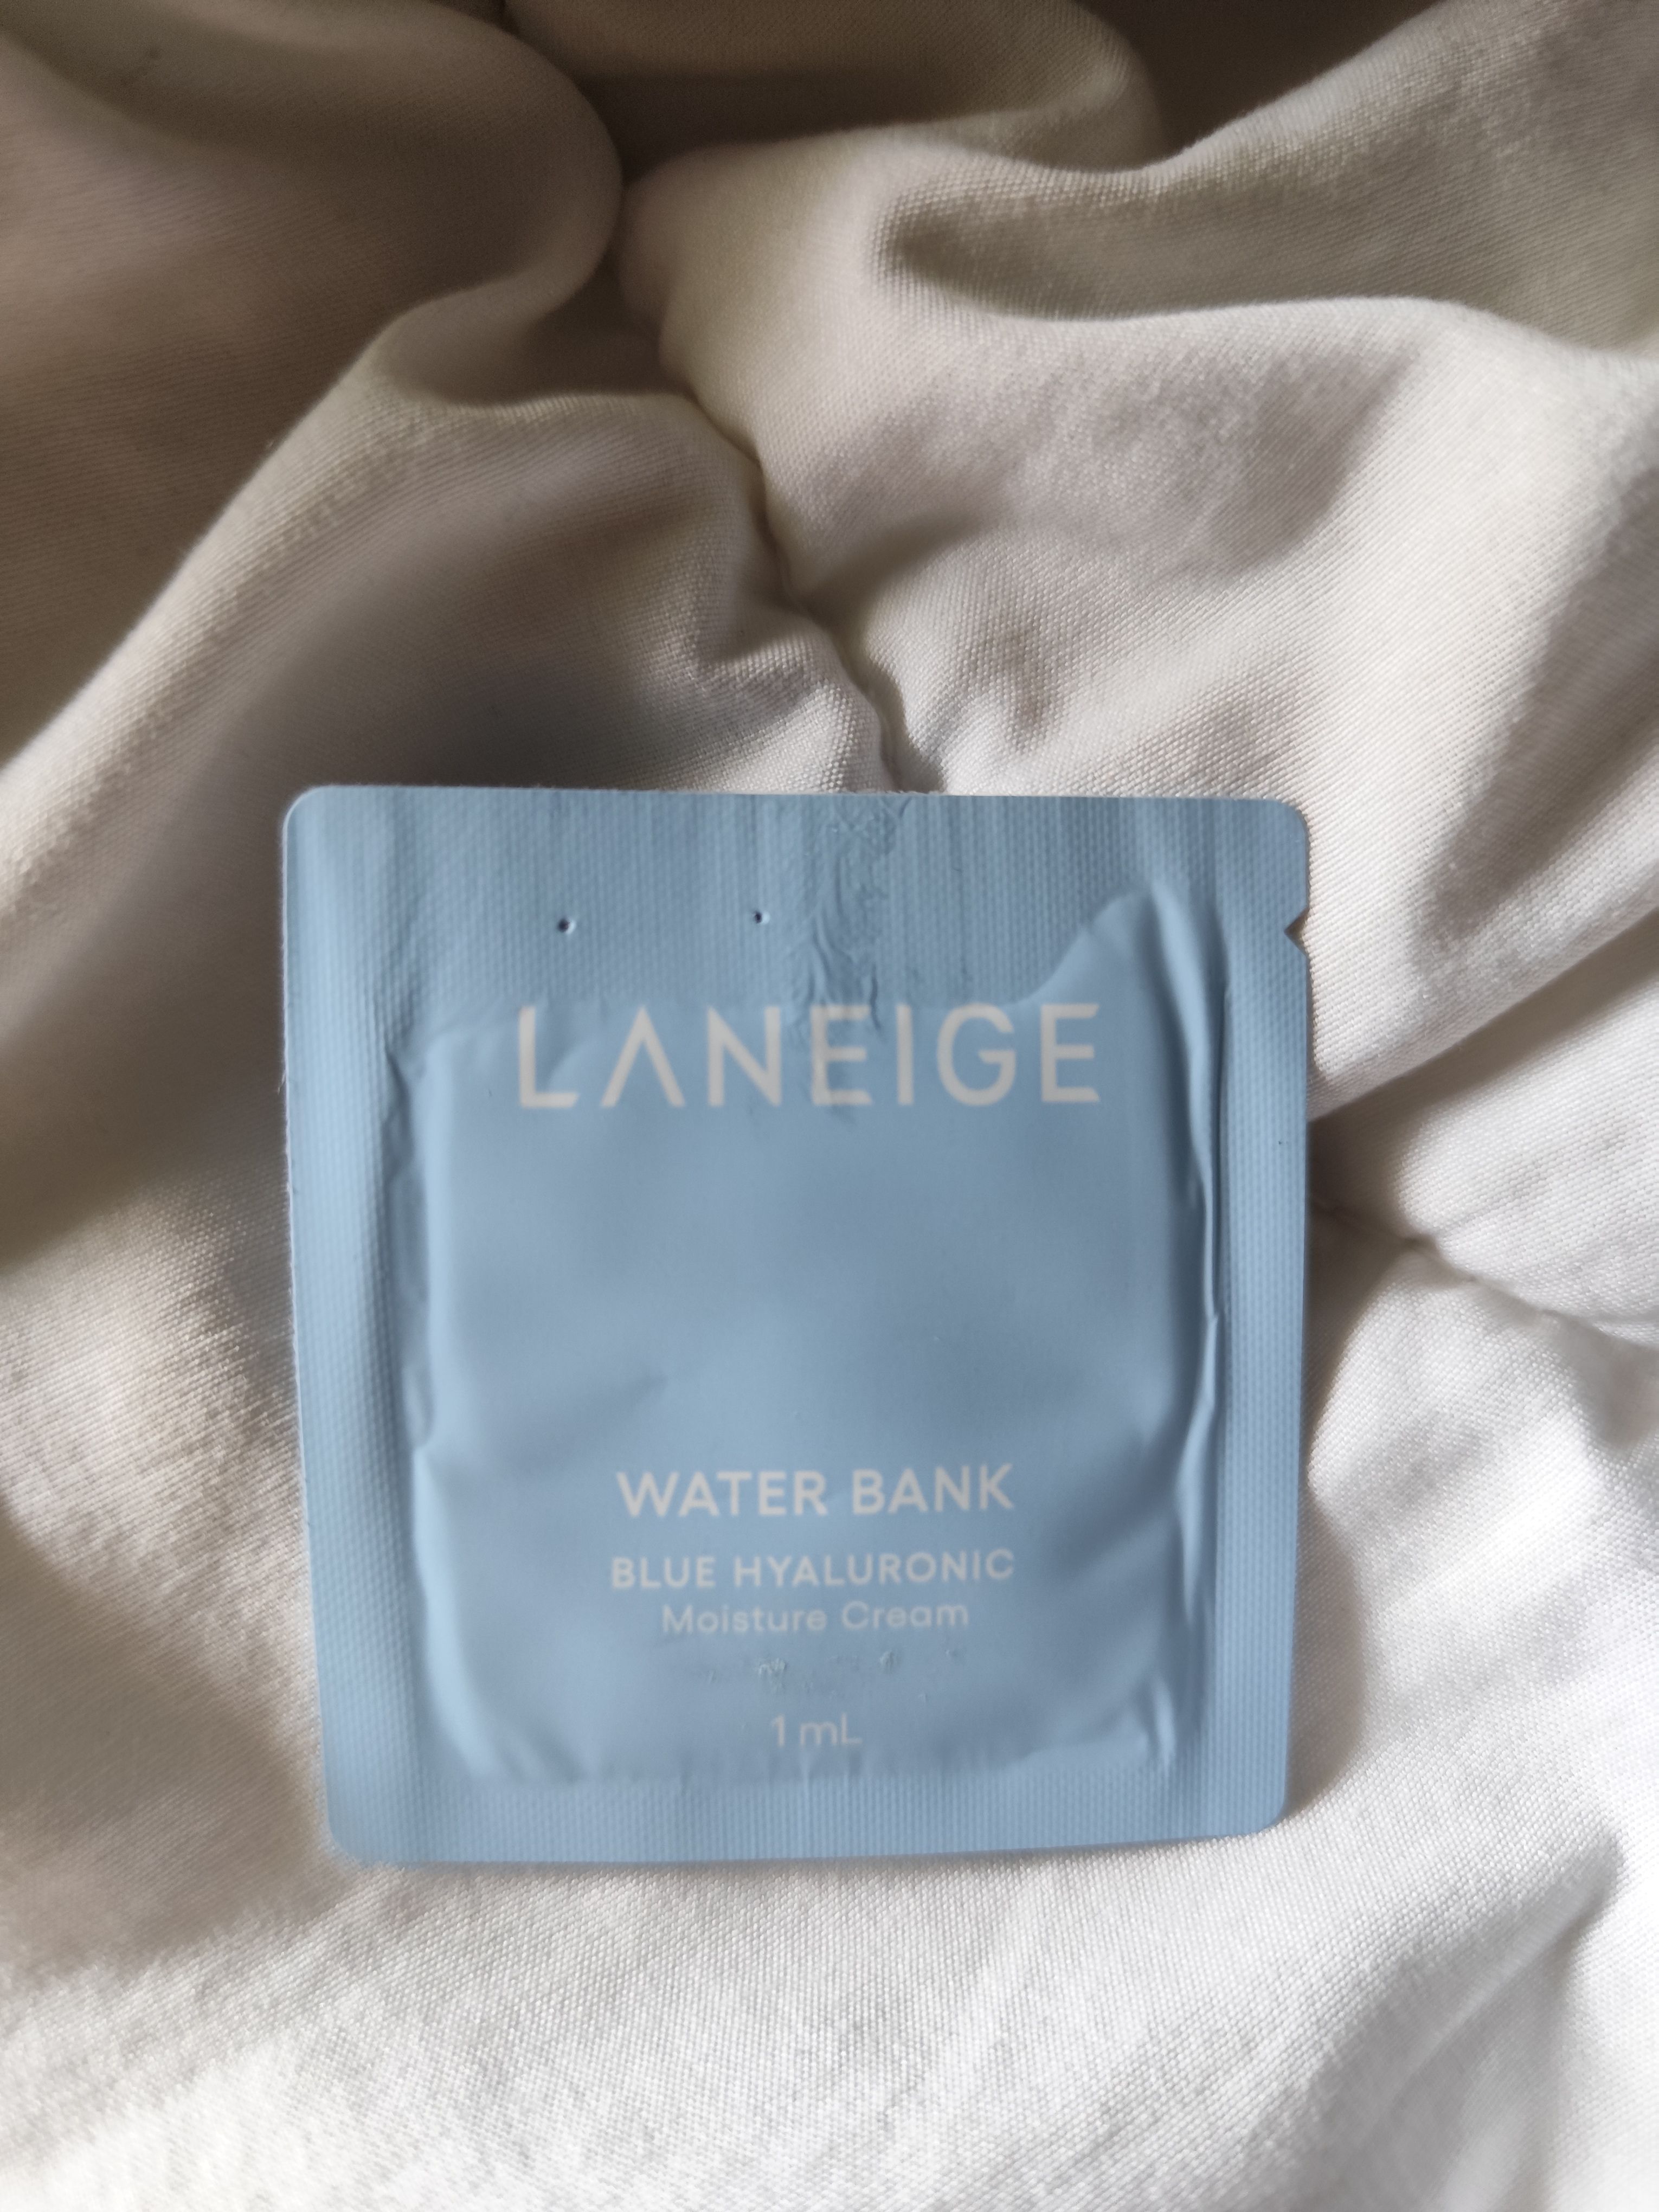 LANEIGE
WATER BANK
BLUE HYALURONIC
Moisture Cream
1 mL